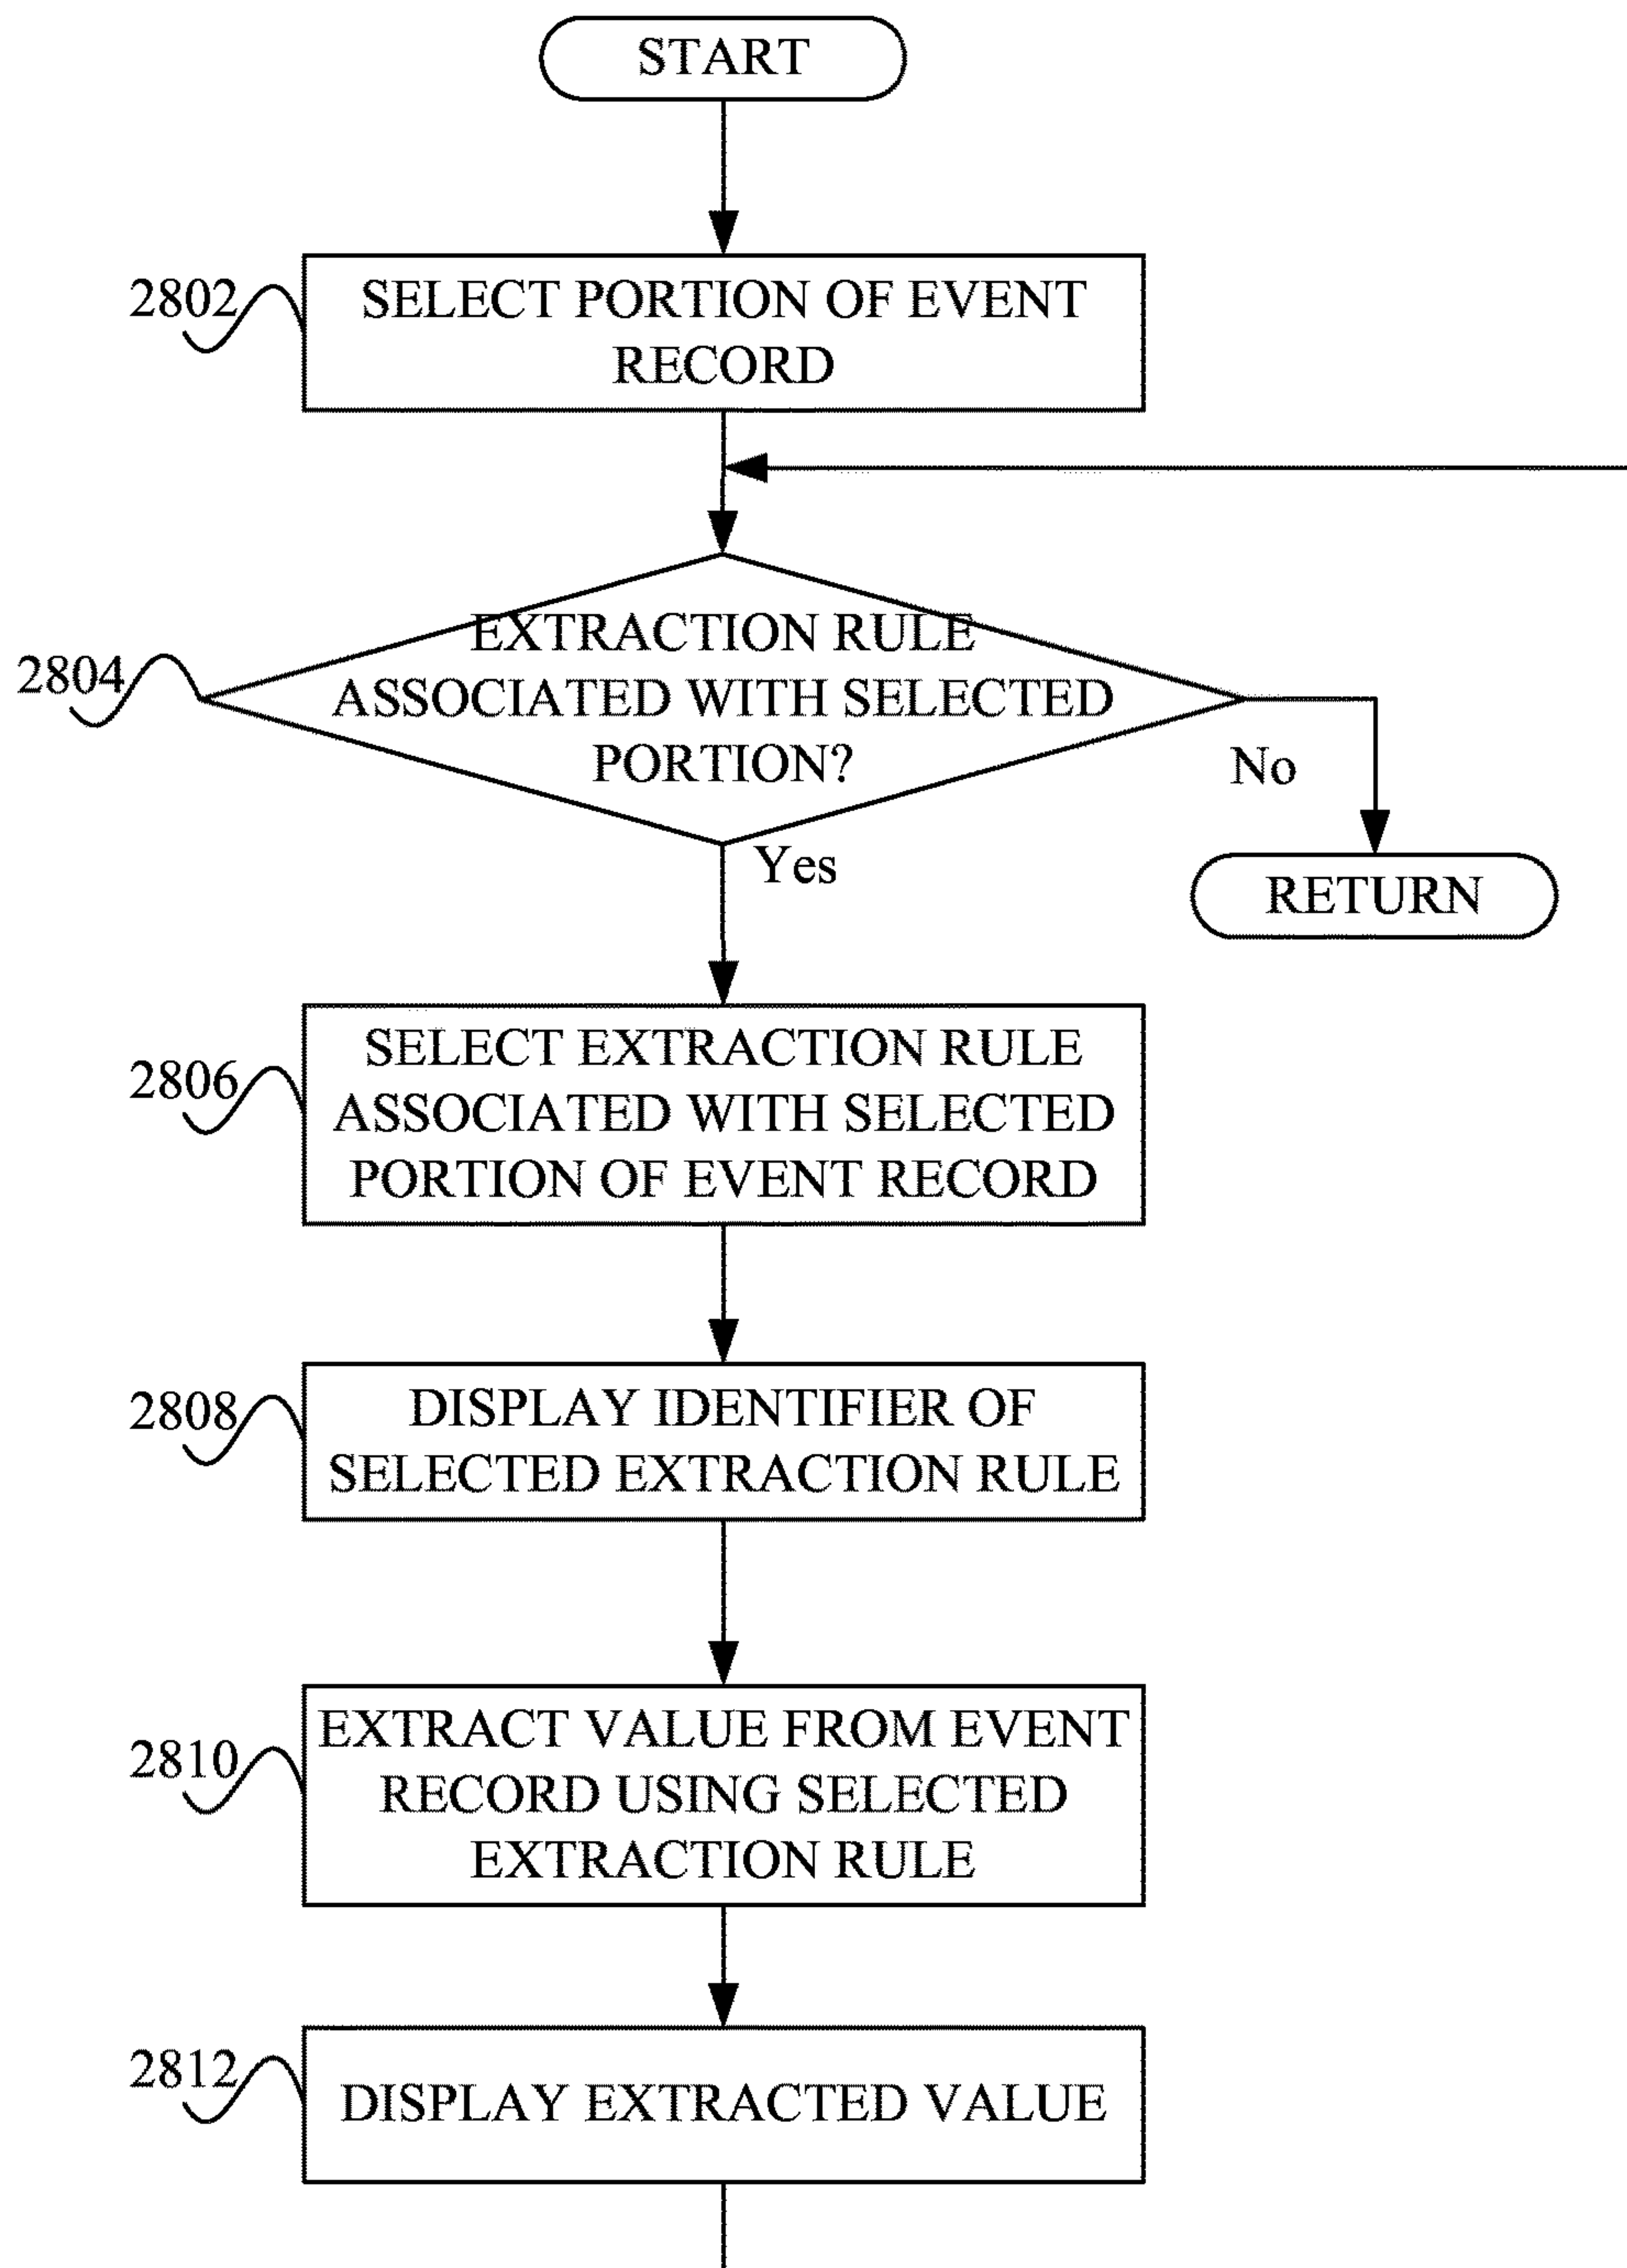 START
2802
SELECT PORTION OF EVENT
RECORD
EXTRACTION RULE
2804
ASSOCIATED WITH SELECTED
PORTION?
No
Yes
RETURN
SELECT EXTRACTION RULE
2806
ASSOCIATED WITH SELECTED
PORTION OF EVENT RECORD
2808
DISPLAY IDENTIFIER OF
SELECTED EXTRACTION RULE
EXTRACT VALUE FROM EVENT
2810
RECORD USING SELECTED
EXTRACTION RULE
2812
DISPLAY EXTRACTED VALUE